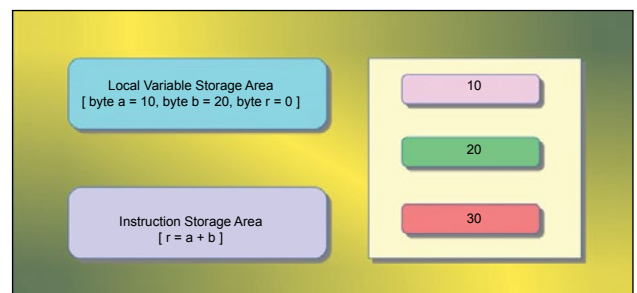 Local Variable Storage Area
[ byte a = 10, byte b = 20, byte r = 0 ]
Instruction Storage Area
[ r = a + b ]
10
20
30